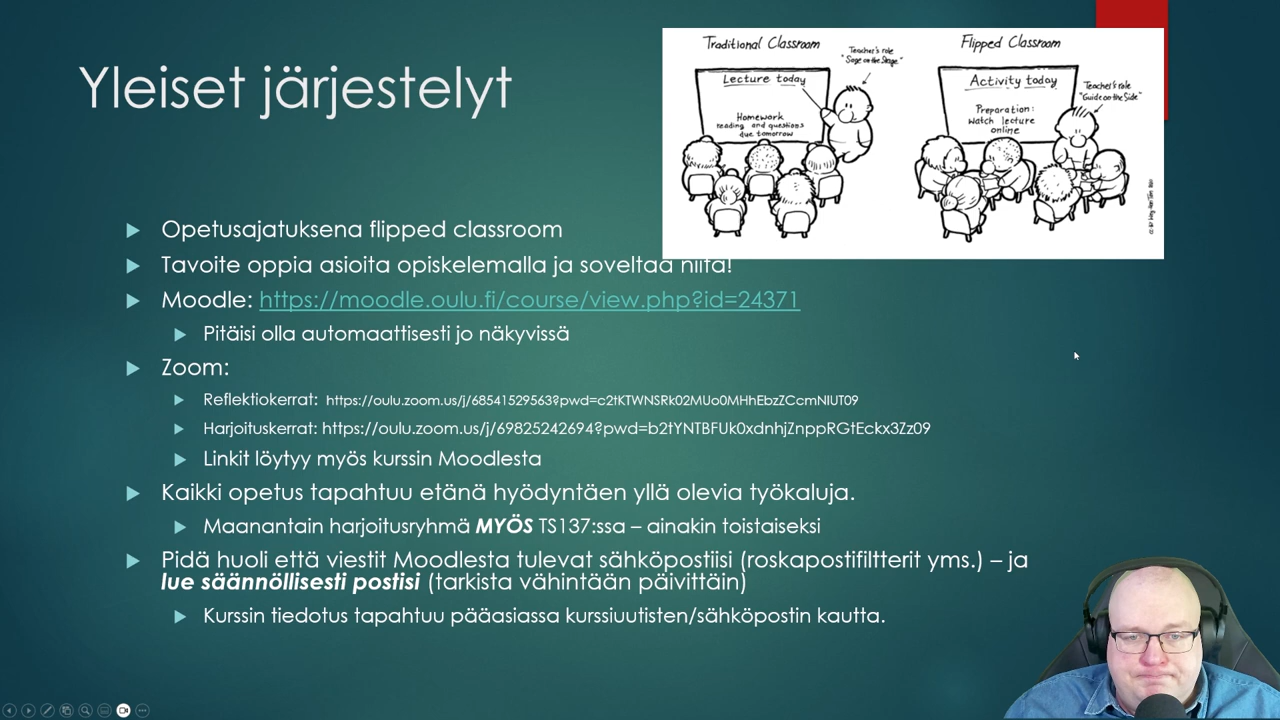 Yleiset järjestelyt
Traditional Classroom
Teacher's role
"Sage on the Stage."
Lecture today
Homework
reading and questions
due tomorrow
Flipped Classroom
Activity today
Preparation:
Watch lecture
online
Teacher's role
"Guide on the Side"
Opetusajatuksena flipped classroom
Tavoite oppia asioita opiskelemalla ja soveltaa niitä!
Moodle: https://moodle.oulu.fi/course/view.php?id=24371
Pitäisi olla automaattisesti jo näkyvissä
Zoom:
Reflektiokerrat: https://oulu.zoom.us/j/68541529563?pwd=c2tKTWNSRk02MUo0MHhEbzZCcmNIUT09
Harjoituskerrat: https://oulu.zoom.us/j/69825242694?pwd=b2tYNTBFUk0xdnhjZnppRGtEckx3Zz09
Linkit löytyy myös kurssin Moodlesta
Kaikki opetus tapahtuu etänä hyödyntäen yllä olevia työkaluja.
Maanantain harjoitusryhmä MYÖS TS137:ssa – ainakin toistaiseksi
Pidä huoli että viestit Moodlesta tulevat sähköpostiisi (roskapostifiltterit yms.) – ja
lue säännöllisesti postisi (tarkista vähintään päivittäin)
Kurssin tiedotus tapahtuu pääasiassa kurssiuutisten/sähköpostin kautta.